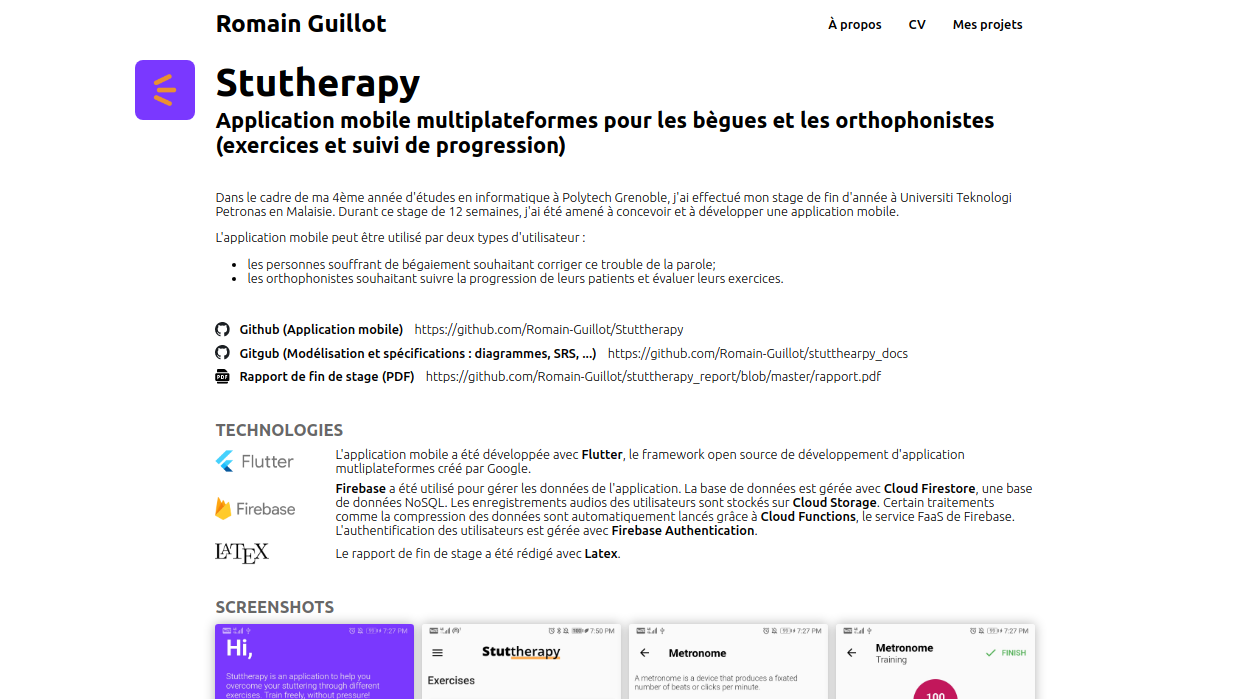 Romain Guillot
À propos CV Mes projets
Stutherapy
Application mobile multiplateformes pour les bègues et les orthophonistes
(exercices et suivi de progression)
Dans le cadre de ma 4ème année d'études en informatique à Polytech Grenoble, j'ai effectué mon stage de fin d'année à Universiti Teknologi
Petronas en Malaisie. Durant ce stage de 12 semaines, j'ai été amené à concevoir et à développer une application mobile.
L'application mobile peut être utilisé par deux types d'utilisateur :
les personnes souffrant de bégaiement souhaitant corriger ce trouble de la parole;
les orthophonistes souhaitant suivre la progression de leurs patients et évaluer leurs exercices.
Github (Application mobile) https://github.com/Romain-Guillot/Stuttherapy
Gitgub (Modélisation et spécifications : diagrammes, SRS, ...) https://github.com/Romain-Guillot/stutthearpy_docs
PDF Rapport de fin de stage (PDF) https://github.com/Romain-Guillot/stuttherapy_report/blob/master/rapport.pdf
TECHNOLOGIES
Flutter
L'application mobile a été développée avec Flutter, le framework open source de développement d'application
mutliplateformes créé par Google.
Firebase
Firebase a été utilisé pour gérer les données de l'application. La base de données est gérée avec Cloud Firestore, une base
de données NoSQL. Les enregistrements audios des utilisateurs sont stockés sur Cloud Storage. Certain traitements
comme la compression des données sont automatiquement lancés grâce à Cloud Functions, le service FaaS de Firebase.
L'authentification des utilisateurs est gérée avec Firebase Authentication.
LATEX
Le rapport de fin de stage a été rédigé avec Latex.
SCREENSHOTS
7:27 PM
Hi,
Stuttherapy is an application to help you
overcome your stuttering through different
exercises. Train freely, without pressure!
7:50 PM
Stuttherapy
Exercises
7:27 PM
Metronome
A metronome is a device that produces a fixated
number of beats or clicks per minute.
7:27 PM
Metronome
Training
FINISH
100